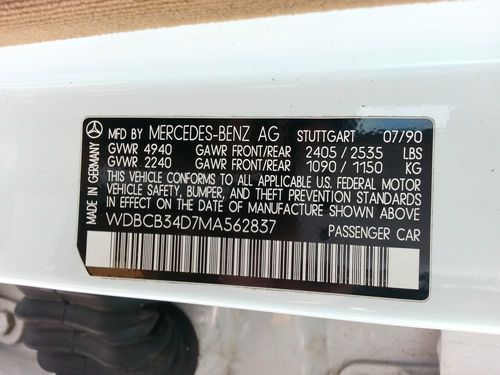 MFD BY MERCEDES-BENZ AG STUTTGART 07/90
GVWR 4940 GAWR FRONT/REAR 2405/2535 LBS
GVWR 2240 GAWR FRONT/REAR 1090/1150 KG
THIS VEHICLE CONFORMS TO ALL APPLICABLE U.S. FEDERAL MOTOR
VEHICLE SAFETY, BUMPER, AND THEFT PREVENTION STANDARDS
IN EFFECT ON THE DATE OF MANUFACTURE SHOWN ABOVE.
WDBCB34D7MA562837
PASSENGER CAR
MADE IN GERMANY